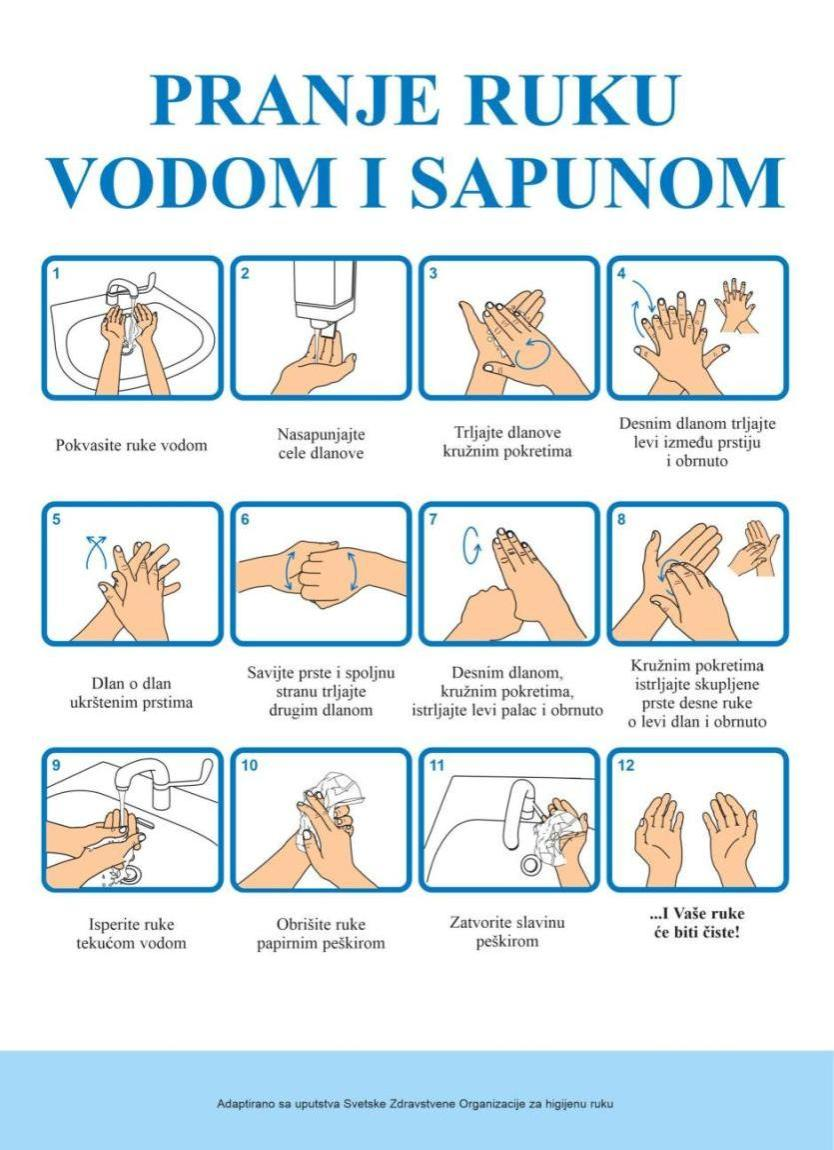 PRANJE RUKU
VODOM I SAPUNOM
1
Pokvasite ruke vodom
2
Nasapunjajte
cele dlanove
3
Trljajte dlanove
kružnim pokretima
4
Desnim dlanom trljajte
levi između prstiju
i obrnuto
5
Dlan o dlan
ukrštenim prstima
6
Savijte prste i spoljnu
stranu trljajte
drugim dlanom
7
Desnim dlanom,
kružnim pokretima,
istrljajte levi palac i obrnuto
8
Kružnim pokretima
istrljajte skupljene
prste desne ruke
o levi dlan i obrnuto
9
Isperite ruke
tekućom vodom
10
Obrišite ruke
papirnim peškirom
11
Zatvorite slavinu
peškirom
12
...I Vaše ruke
će biti čiste!
Adaptirano sa uputstva Svetske Zdravstvene Organizacije za higijenu ruku